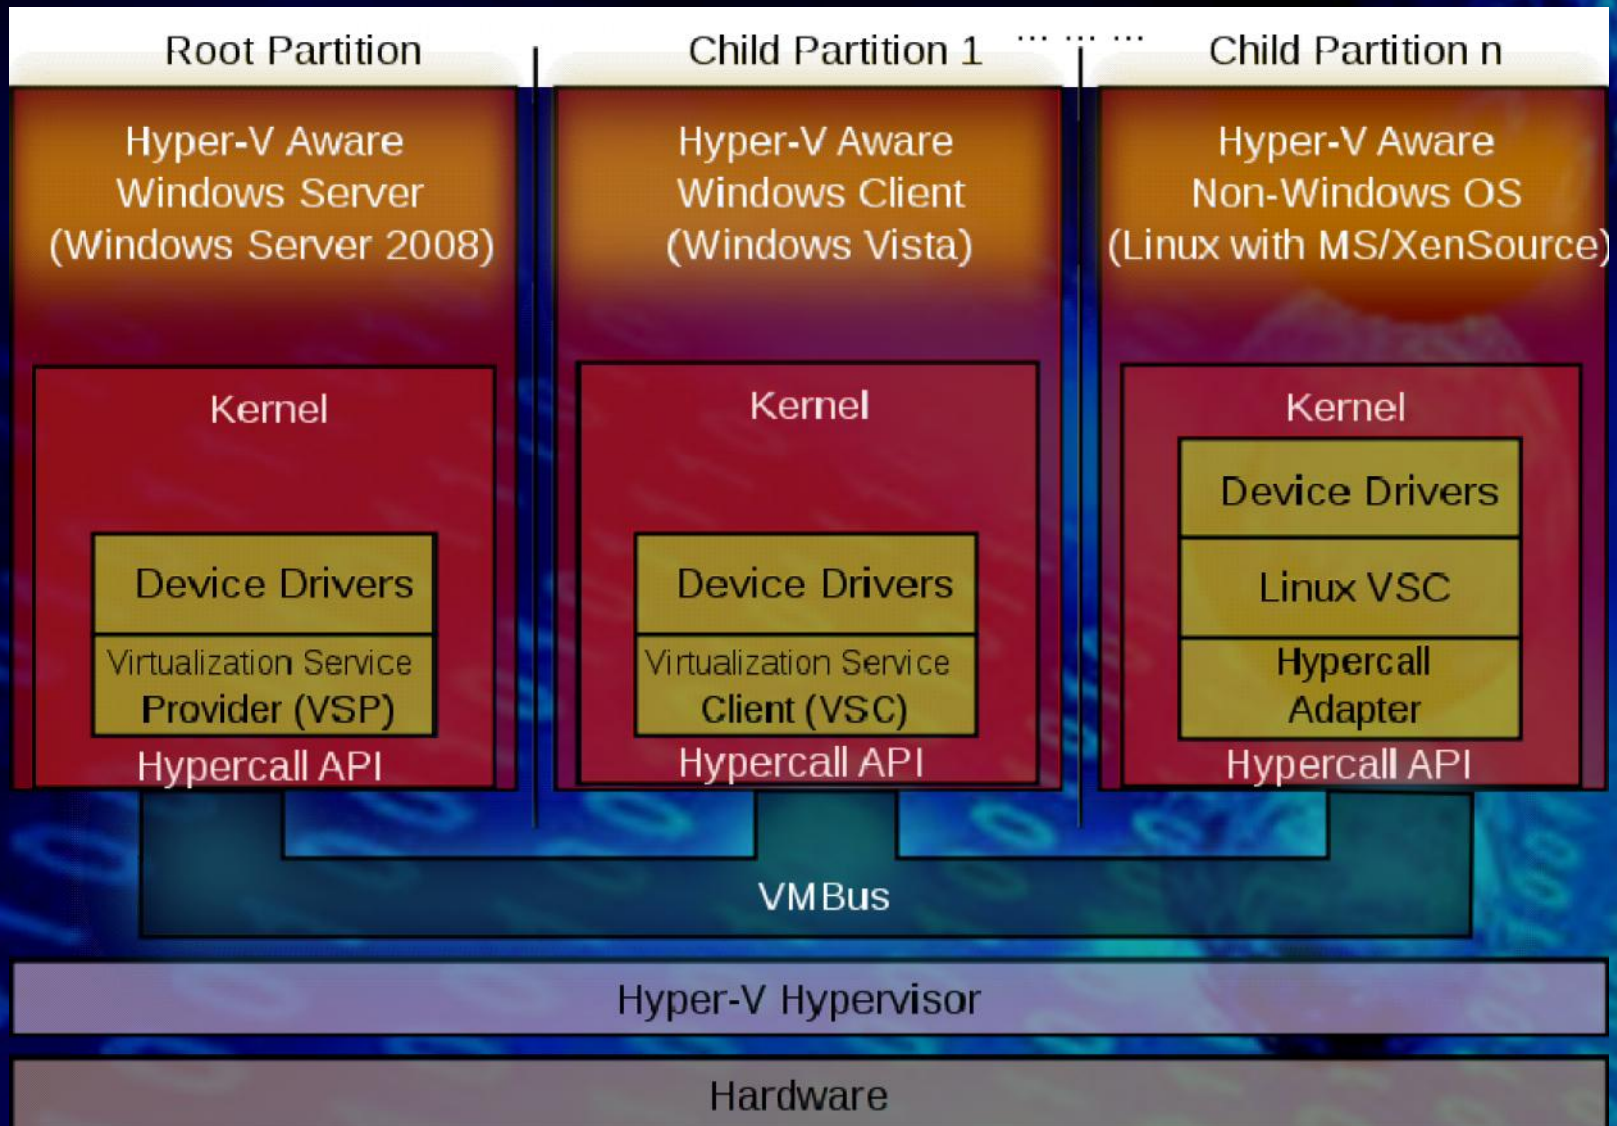 Root Partition
Child Partition 1
... ... ...
Child Partition n
Hyper-V Aware
Windows Server
(Windows Server 2008)
Kernel
Device Drivers
Virtualization Service
Provider (VSP)
Hypercall API
Hyper-V Aware
Windows Client
(Windows Vista)
Kernel
Device Drivers
Virtualization Service
Client (VSC)
Hypercall API
Hyper-V Aware
Non-Windows OS
(Linux with MS/XenSource)
Kernel
Device Drivers
Linux VSC
Hypercall
Adapter
Hypercall API
VMBus
Hyper-V Hypervisor
Hardware